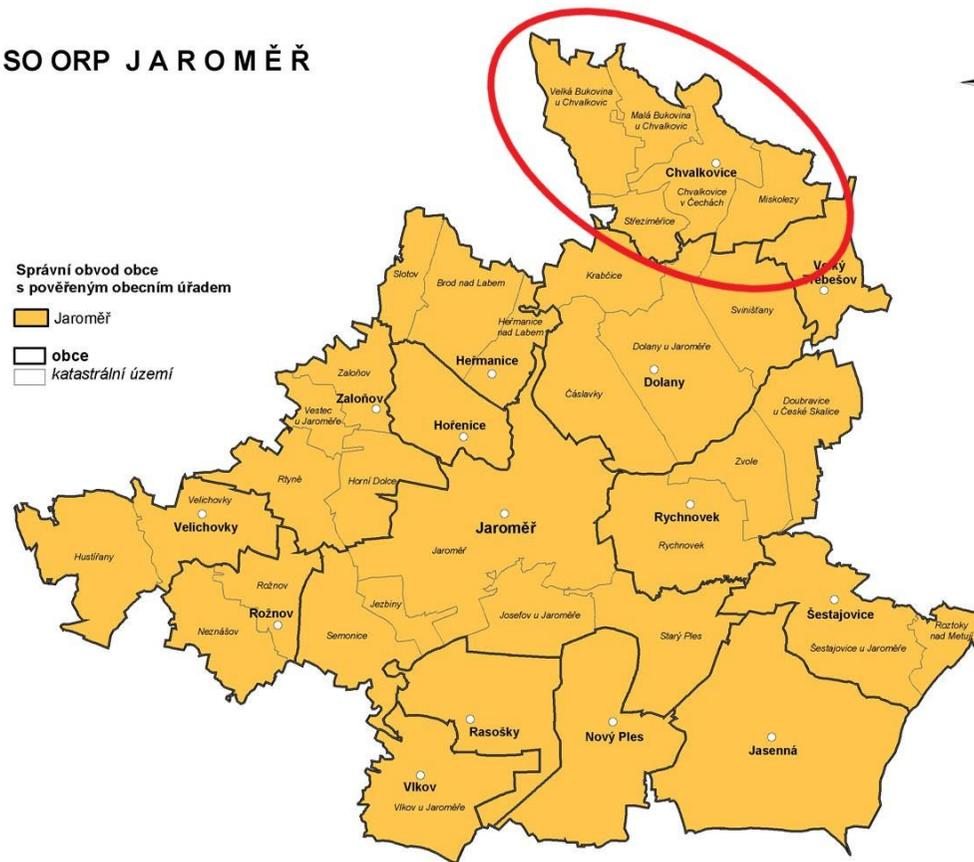 SO ORP JAROMĚŘ
Velká Bukovina
u Chvalkovic
Malá Bukovina
u Chvalkovic
Chvalkovice
Chvalkovice
v Čechách
Miskolezy
Střeziměřice
Velký
Třebešov
Správní obvod obce
s pověřeným obecním úřadem
Jaroměř
obce
katastrální území
Slotov
Brod nad Labem
Heřmanice
nad Labem
Heřmanice
Krabčice
Svinišťany
Dolany u Jaroměře
Dolany
Čáslavky
Zaloňov
Zaloňov
Vestec
u Jaroměře
Hořenice
Doubravice
u České Skalice
Zvole
Rtyně
Horní Dolce
Velichovky
Velichovky
Hustířany
Jaroměř
Jaroměř
Rychnovek
Rychnovek
Rožnov
Rožnov
Neznášov
Semonice
Jezbiny
Josefov u Jaroměře
Starý Ples
Šestajovice
Šestajovice u Jaroměře
Roztoky
nad Metují
Rasošky
Nový Ples
Jasenná
Vlkov
Vlkov u Jaroměře